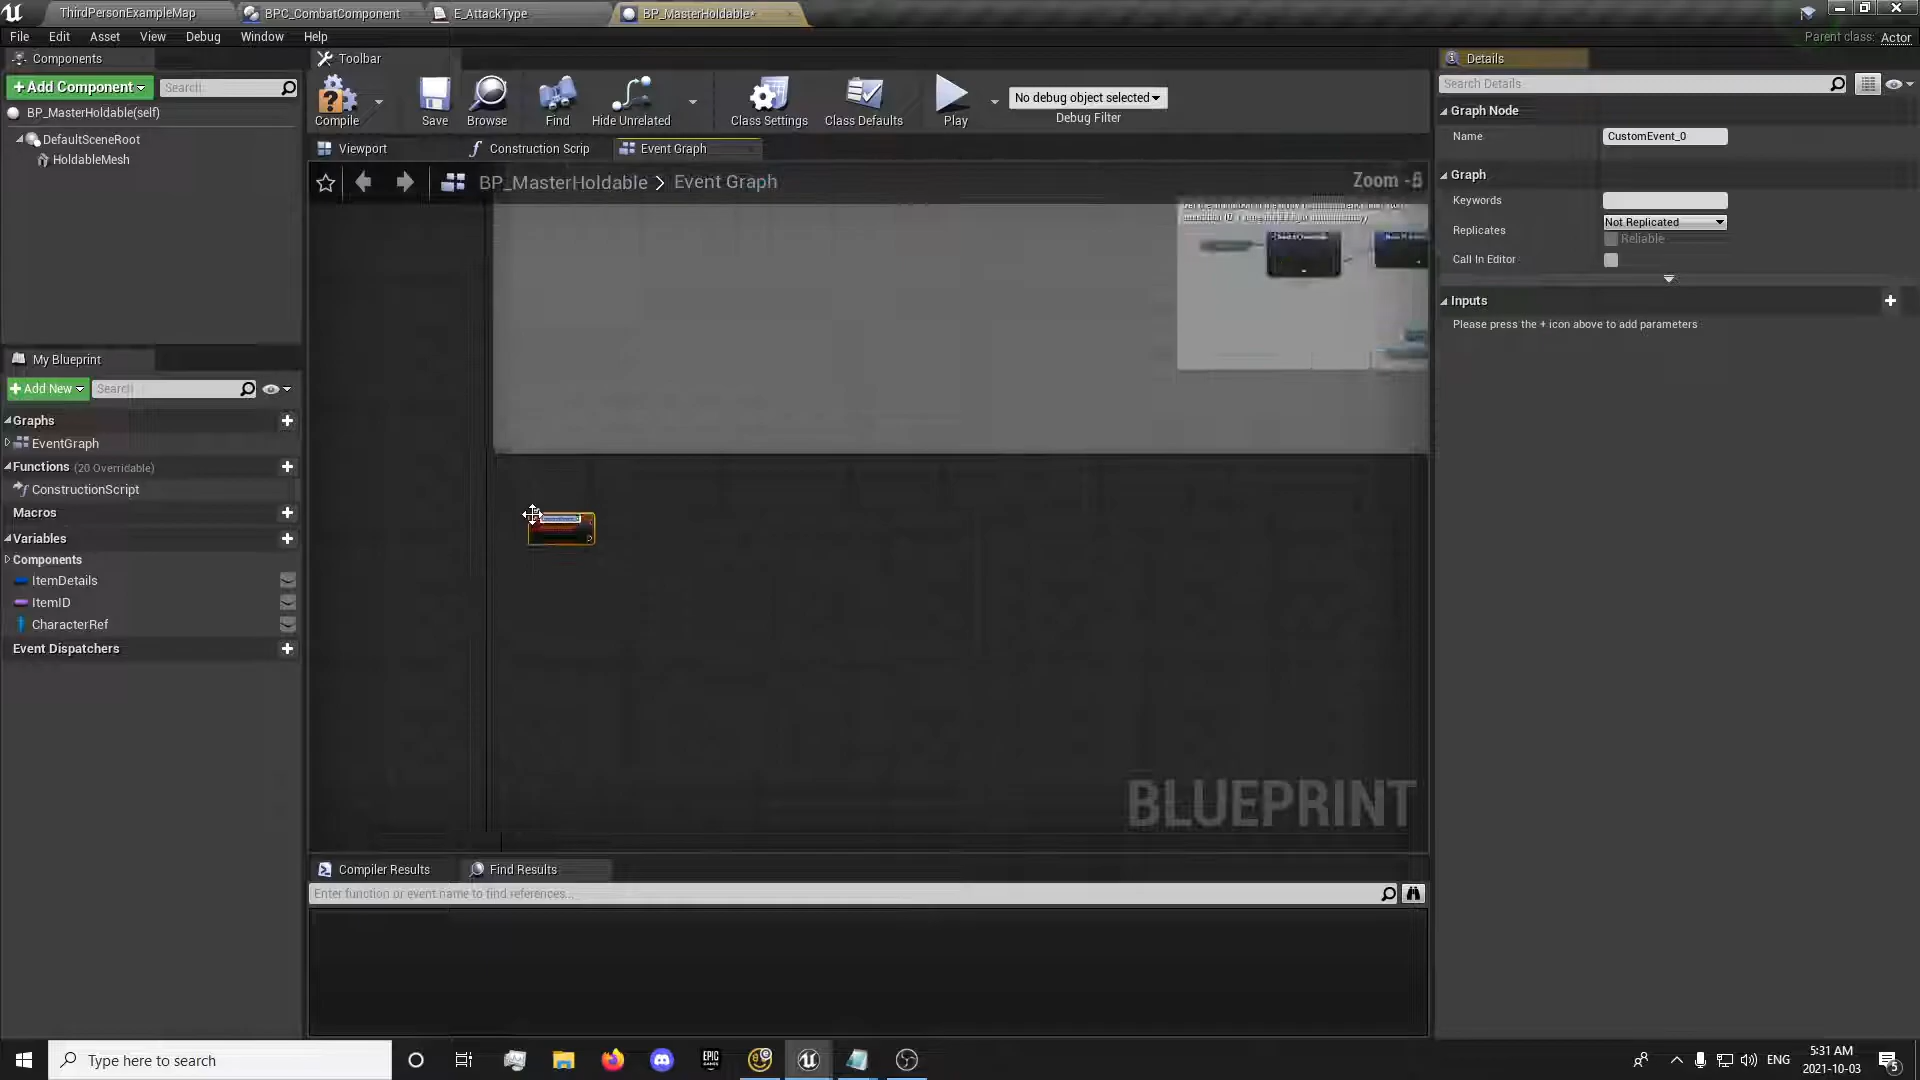 ThirdPersonExampleMap
BPC_CombatComponent
E_AttackType
BP_MasterHoldable*
File
Edit
Asset
View
Debug
Window
Help
Parent class: Actor
Components
+Add Component
Search
BP_MasterHoldable(self)
DefaultSceneRoot
HoldableMesh
Toolbar
Compile
Save
Browse
Find
Hide Unrelated
Class Settings
Class Defaults
Play
No debug object selected
Debug Filter
Viewport
Construction Scrip
Event Graph
BP_MasterHoldable > Event Graph
Zoom -5
BLUEPRINT
My Blueprint
+Add New
Search
Graphs
EventGraph
Functions (20 Overridable)
ConstructionScript
Macros
Variables
Components
ItemDetails
ItemID
CharacterRef
Event Dispatchers
Compiler Results
Find Results
Enter function or event name to find references...
Details
Search Details
Graph Node
Name
CustomEvent_0
Graph
Keywords
Replicates
Not Replicated
Reliable
Call In Editor
Inputs
Please press the + icon above to add parameters
Type here to search
EPIC GAMES
ENG
5:31 AM
2021-10-03
5